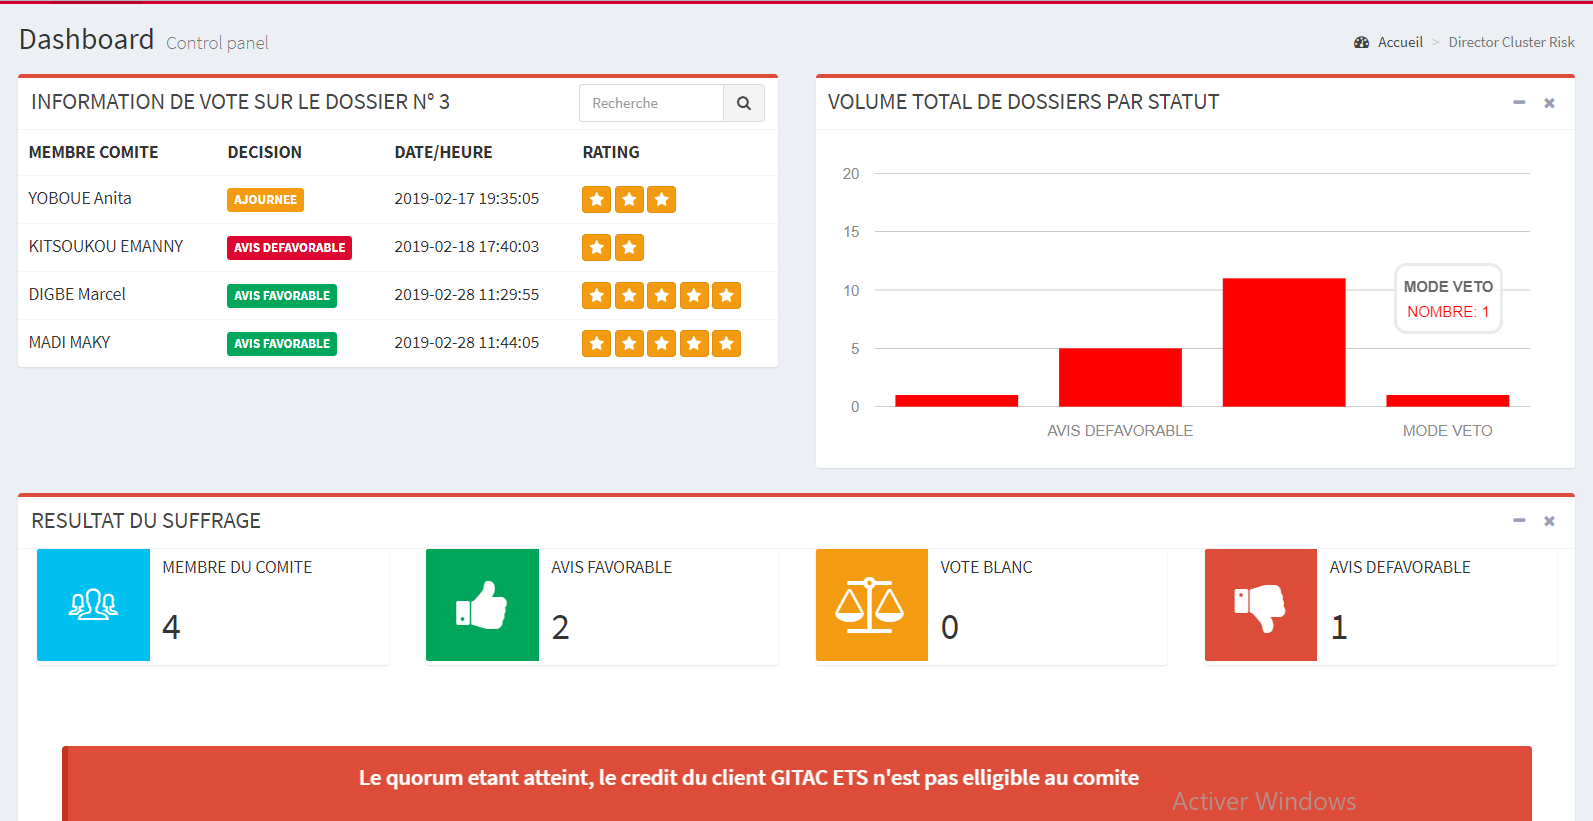 Dashboard Control panel
Accueil > Director Cluster Risk
INFORMATION DE VOTE SUR LE DOSSIER N° 3
Recherche
MEMBRE COMITE DECISION DATE/HEURE RATING
YOBOUE Anita AJOURNEE 2019-02-17 19:35:05
KITSOUKOU EMANNY AVIS DEFAVORABLE 2019-02-18 17:40:03
DIGBE Marcel AVIS FAVORABLE 2019-02-28 11:29:55
MADI MAKY AVIS FAVORABLE 2019-02-28 11:44:05
VOLUME TOTAL DE DOSSIERS PAR STATUT
20
15
10
5
0
MODE VETO
NOMBRE: 1
AVIS DEFAVORABLE MODE VETO
RESULTAT DU SUFFRAGE
MEMBRE DU COMITE
4
AVIS FAVORABLE
2
VOTE BLANC
0
AVIS DEFAVORABLE
1
Le quorum etant atteint, le credit du client GITAC ETS n'est pas elligible au comite
Activer Windows